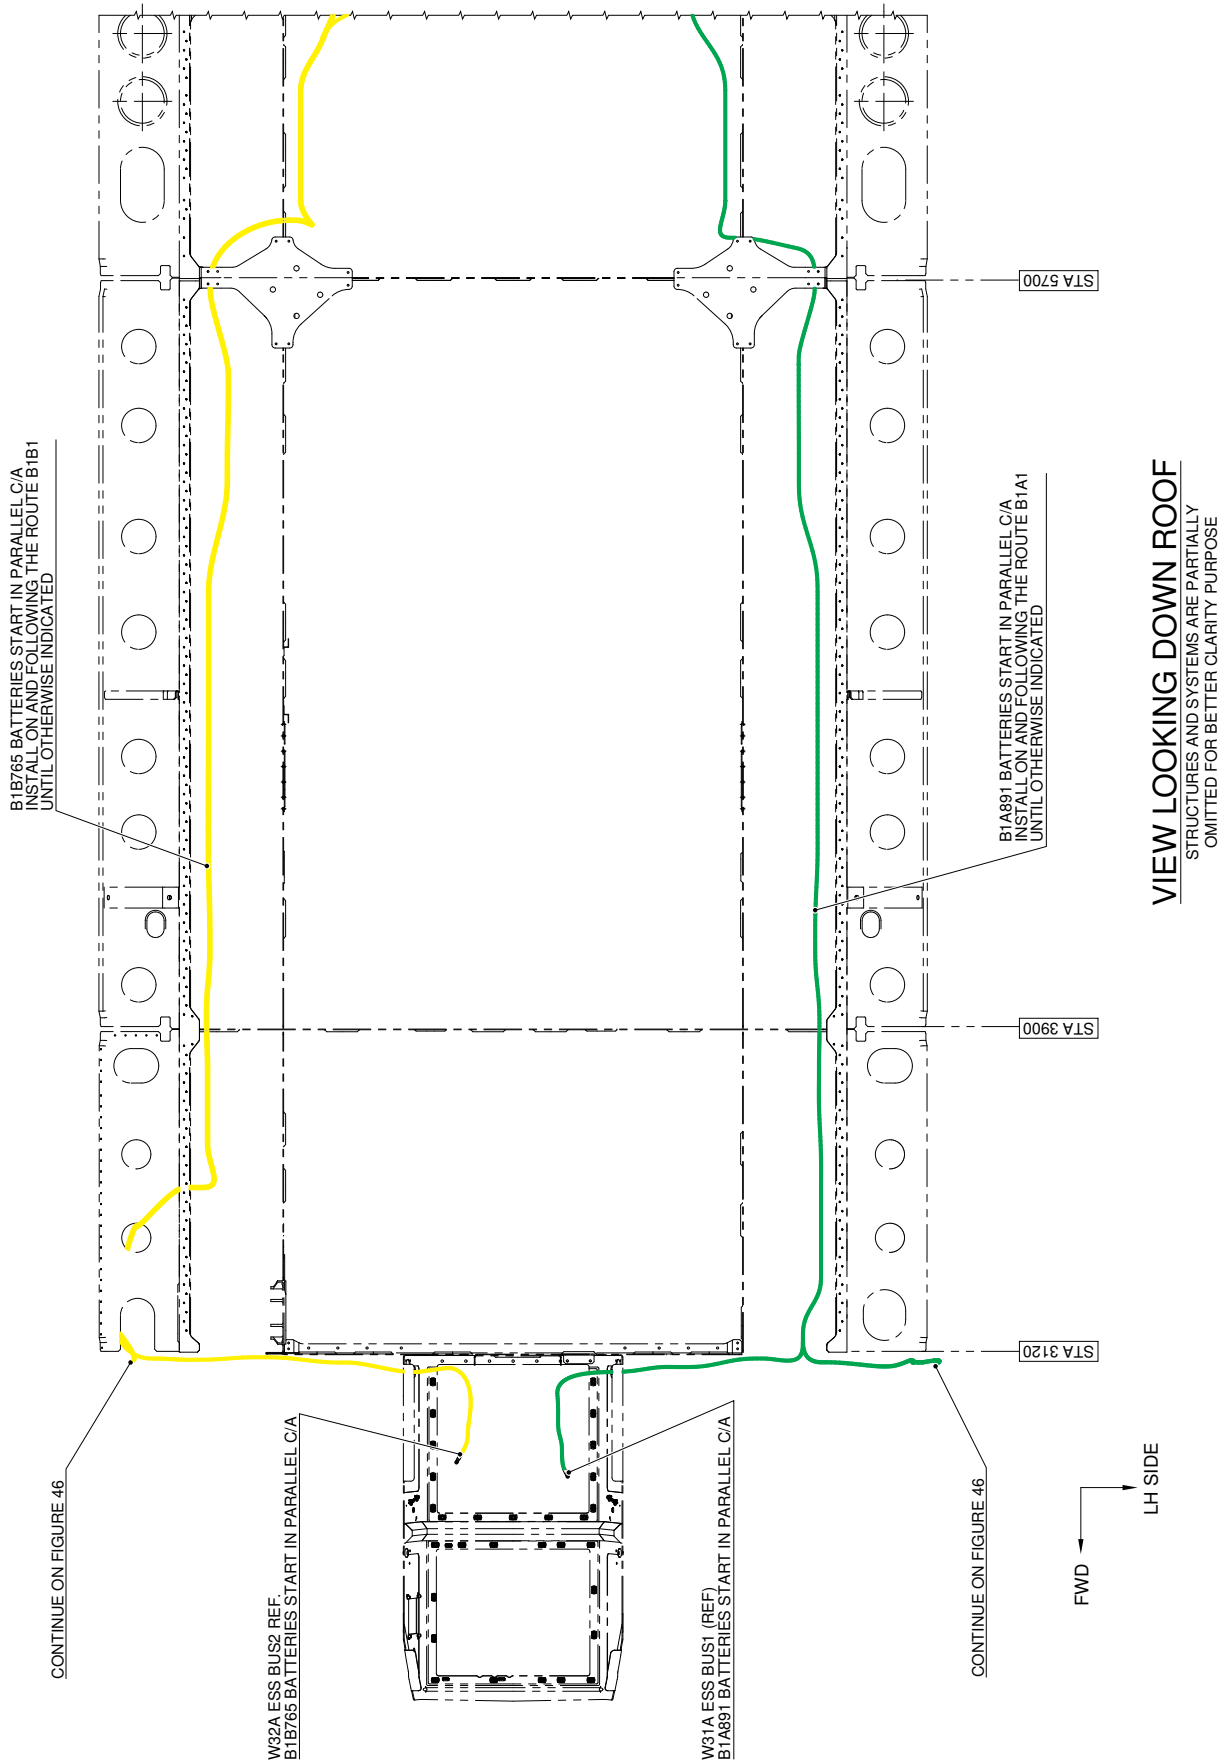 B1B765 BATTERIES START IN PARALLEL C/A
INSTALL ON AND FOLLOWING THE ROUTE B1B1
UNTIL OTHERWISE INDICATED
STA 5700
B1A891 BATTERIES START IN PARALLEL C/A
INSTALL ON AND FOLLOWING THE ROUTE B1A1
UNTIL OTHERWISE INDICATED
VIEW LOOKING DOWN ROOF
STRUCTURES AND SYSTEMS ARE PARTIALLY
OMITTED FOR BETTER CLARITY PURPOSE
STA 3900
STA 3120
CONTINUE ON FIGURE 46
W32A ESS BUS2 REF.
B1B765 BATTERIES START IN PARALLEL C/A
W31A ESS BUS1 (REF)
B1A891 BATTERIES START IN PARALLEL C/A
CONTINUE ON FIGURE 46
FWD
LH SIDE